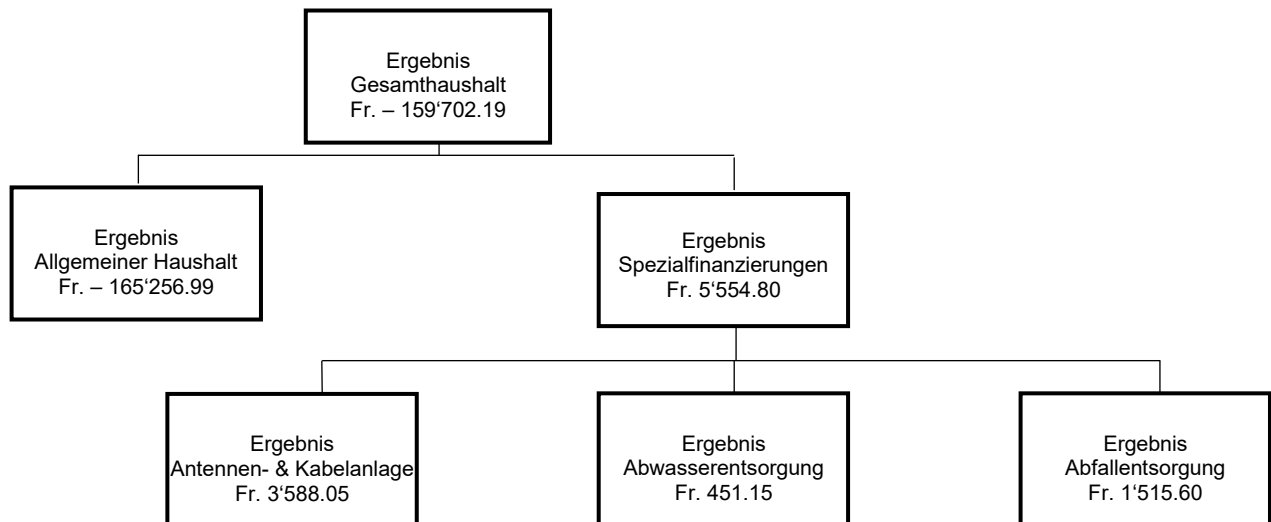 Ergebnis
Gesamthaushalt
Fr. – 159‘702.19
Ergebnis
Allgemeiner Haushalt
Fr. – 165‘256.99
Ergebnis
Spezialfinanzierungen
Fr. 5‘554.80
Ergebnis
Antennen- & Kabelanlage
Fr. 3‘588.05
Ergebnis
Abwasserentsorgung
Fr. 451.15
Ergebnis
Abfallentsorgung
Fr. 1‘515.60